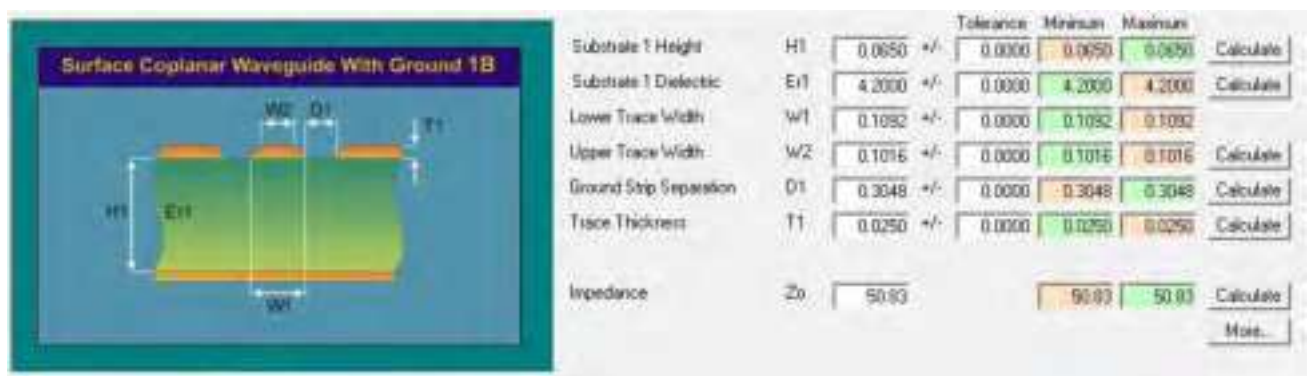 Surface Coplanar Waveguide With Ground 1B
W2 D1
T1
H1 Er1
W1
Tolerance Minimum Maximum
Substrate 1 Height H1 0.0650 +/- 0.0000 0.0650 0.0650 Calculate
Substrate 1 Dielectric Er1 4.2000 +/- 0.0000 4.2000 4.2000 Calculate
Lower Trace Width W1 0.1092 +/- 0.0000 0.1092 0.1092
Upper Trace Width W2 0.1016 +/- 0.0000 0.1016 0.1016 Calculate
Ground Strip Separation D1 0.3048 +/- 0.0000 0.3048 0.3048 Calculate
Trace Thickness T1 0.0250 +/- 0.0000 0.0250 0.0250 Calculate
Impedance Zo 50.83 50.83 50.83 Calculate
More...